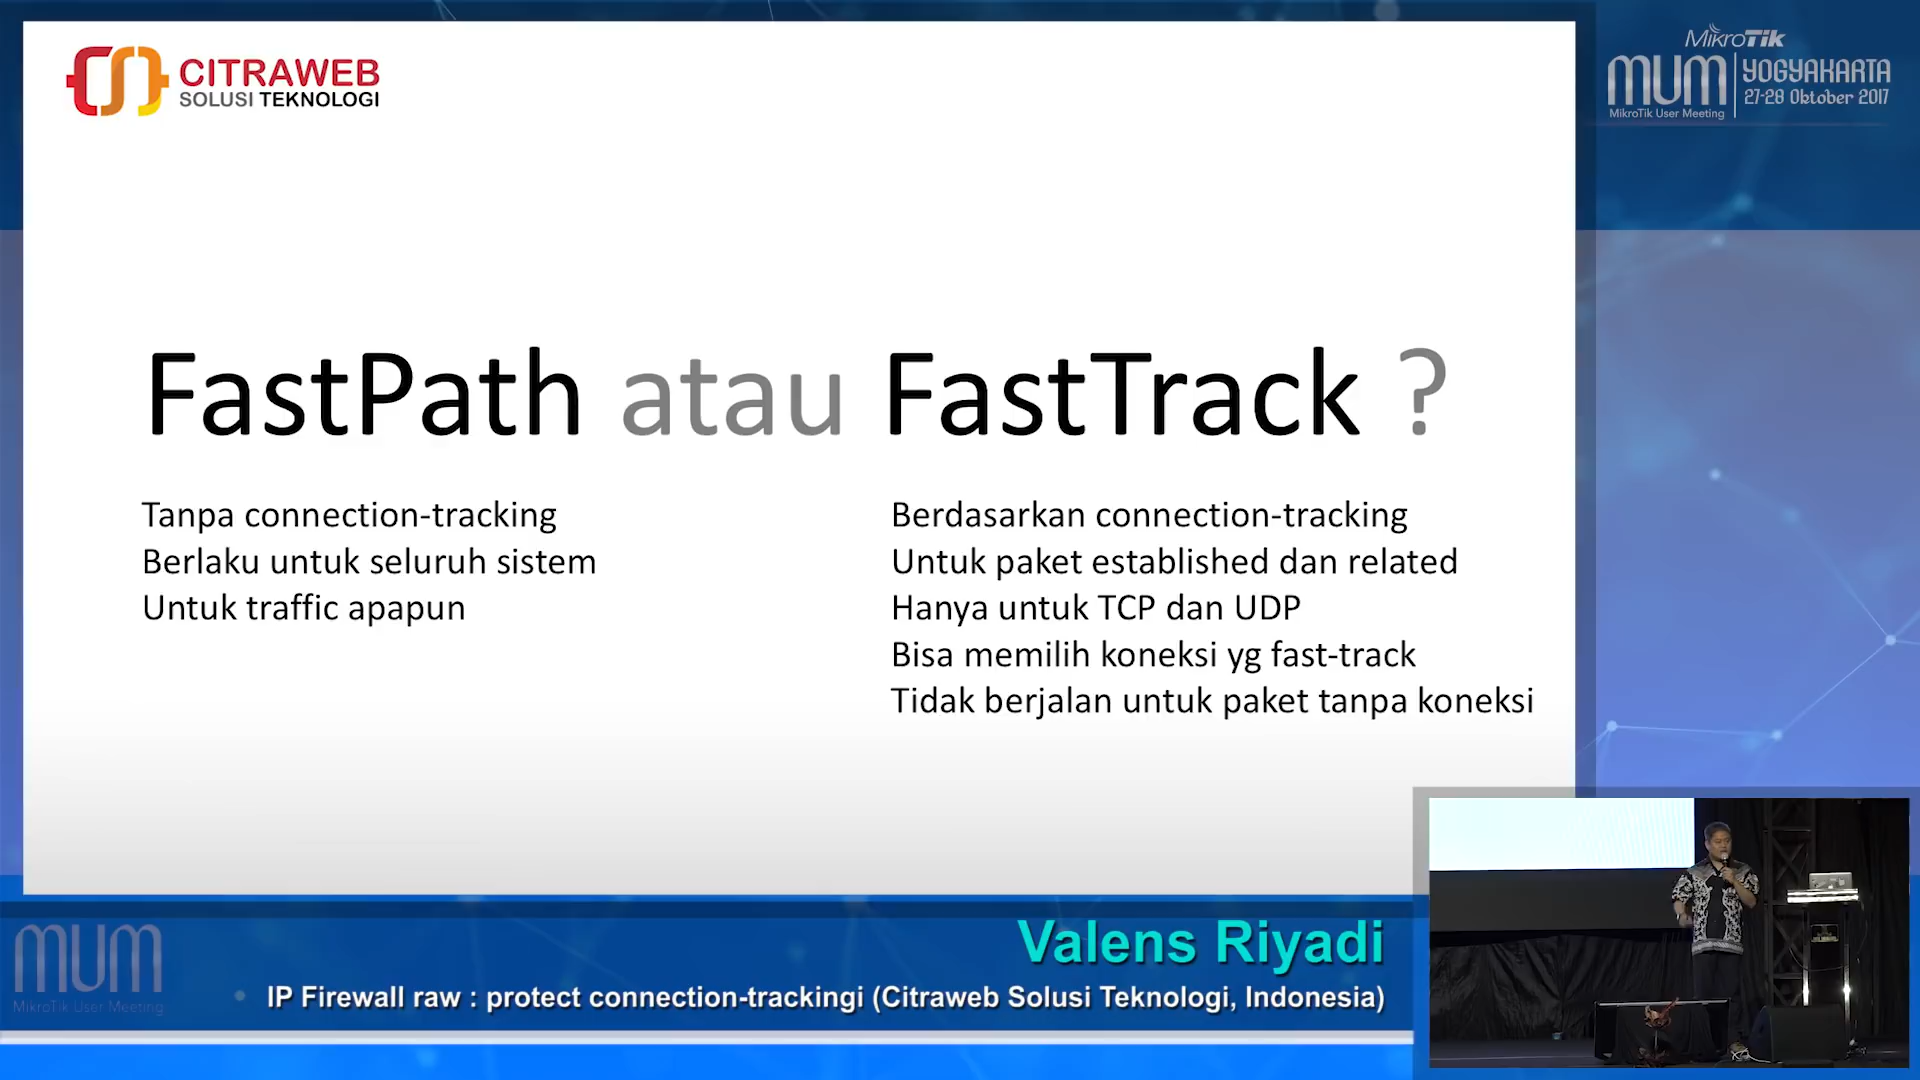 CITRAWEB
SOLUSI TEKNOLOGI
MikroTik
MUM
MikroTik User Meeting
YOGYAKARTA
27-28 Oktober 2017
FastPath atau FastTrack ?
Tanpa connection-tracking
Berlaku untuk seluruh sistem
Untuk traffic apapun
Berdasarkan connection-tracking
Untuk paket established dan related
Hanya untuk TCP dan UDP
Bisa memilih koneksi yg fast-track
Tidak berjalan untuk paket tanpa koneksi
MUM
MikroTik User Meeting
Valens Riyadi
• IP Firewall raw : protect connection-trackingi (Citraweb Solusi Teknologi, Indonesia)